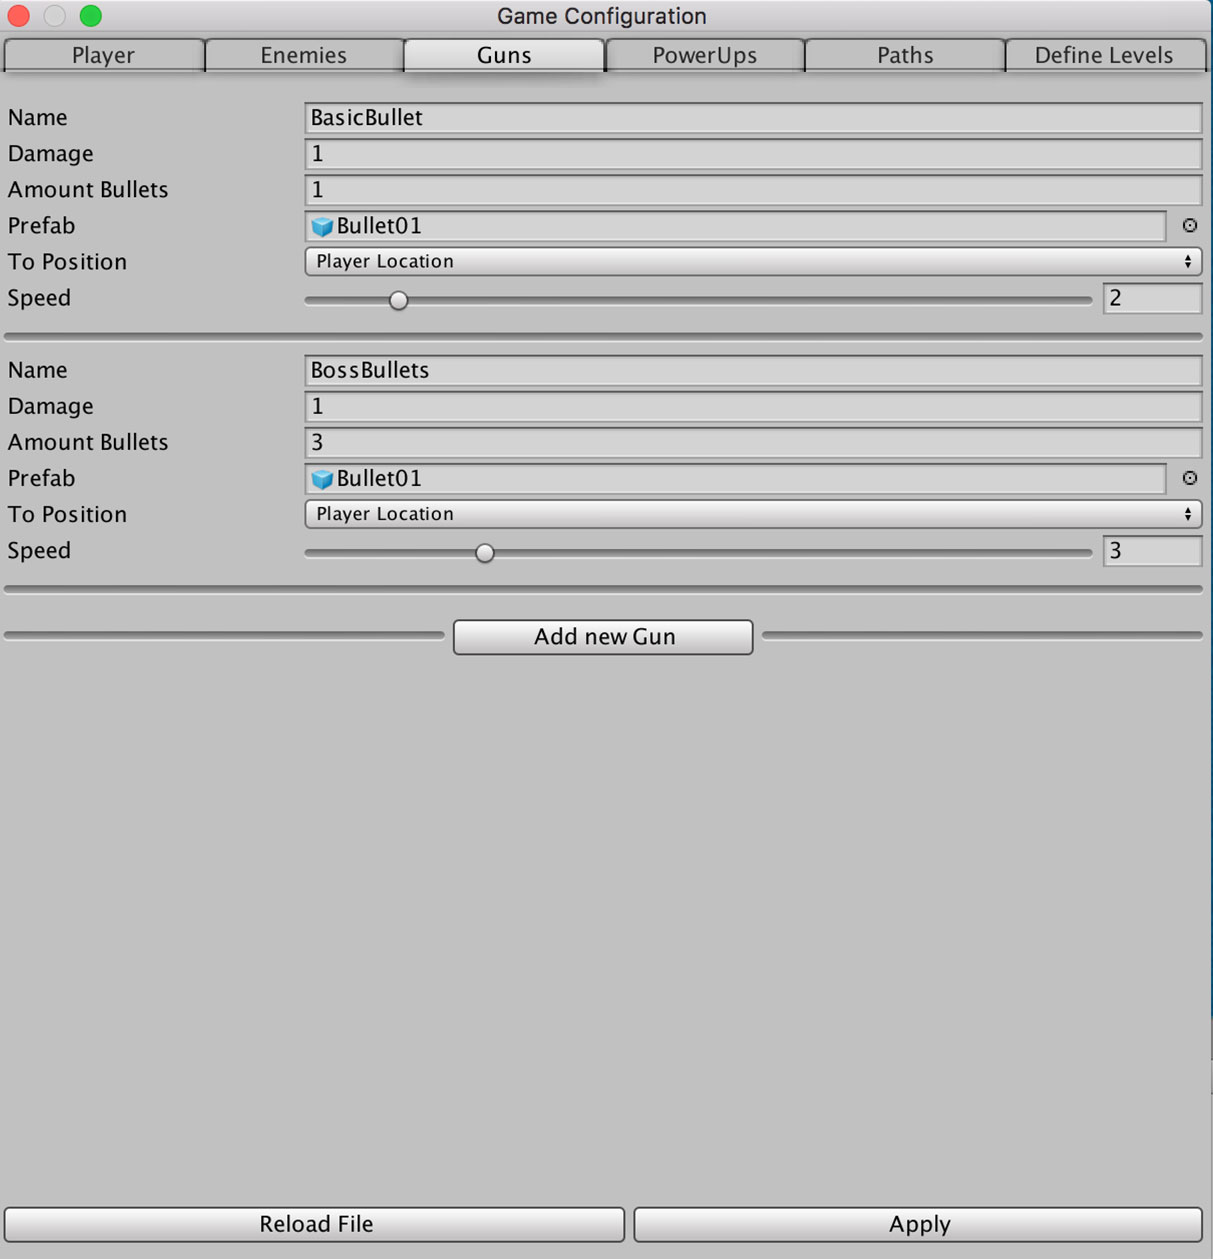 Game Configuration
Player Enemies Guns PowerUps Paths Define Levels
Name BasicBullet
Damage 1
Amount Bullets 1
Prefab Bullet01
To Position Player Location
Speed 2
Name BossBullets
Damage 1
Amount Bullets 3
Prefab Bullet01
To Position Player Location
Speed 3
Add new Gun
Reload File Apply